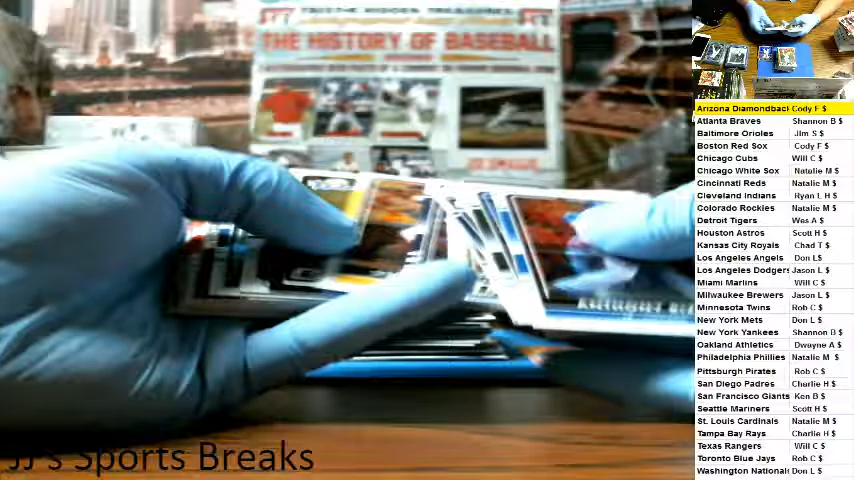 THE HISTORY OF BASEBALL
JJ's Sports Breaks
Arizona Diamondback Cody F $
Atlanta Braves Shannon B $
Baltimore Orioles Jim S $
Boston Red Sox Cody F $
Chicago Cubs Will C $
Chicago White Sox Natalie M $
Cincinnati Reds Natalie M $
Cleveland Indians Ryan L H $
Colorado Rockies Natalie M $
Detroit Tigers Wes A $
Houston Astros Scott H $
Kansas City Royals Chad T $
Los Angeles Angels Don L $
Los Angeles Dodgers Jason L $
Miami Marlins Will C $
Milwaukee Brewers Jason L $
Minnesota Twins Rob C $
New York Mets Don L $
New York Yankees Shannon B $
Oakland Athletics Dwayne A $
Philadelphia Phillies Natalie M $
Pittsburgh Pirates Rob C $
San Diego Padres Charlie H $
San Francisco Giants Ken B $
Seattle Mariners Scott H $
St. Louis Cardinals Natalie M $
Tampa Bay Rays Charlie H $
Texas Rangers Will C $
Toronto Blue Jays Rob C $
Washington Nationals Don L $